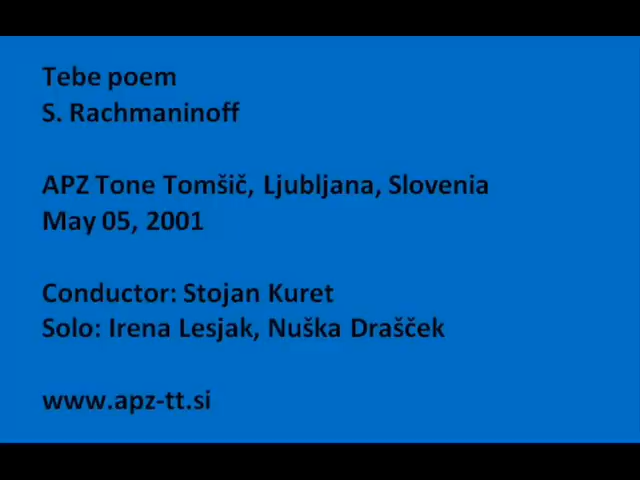 Tebe poem
S. Rachmaninoff
APZ Tone Tomšič, Ljubljana, Slovenia
May 05, 2001
Conductor: Stojan Kuret
Solo: Irena Lesjak, Nuška Drašček
www.apz-tt.si